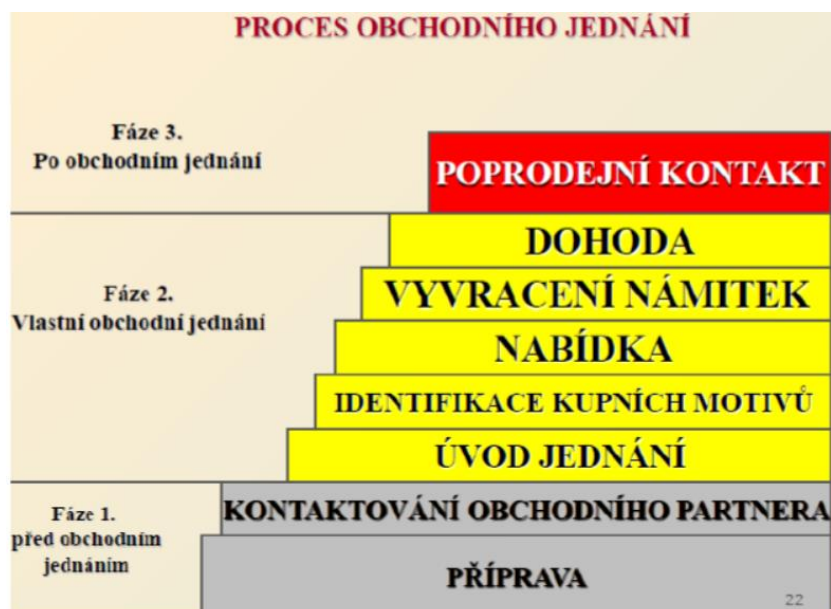 PROCES OBCHODNÍHO JEDNÁNÍ
Fáze 3.
Po obchodním jednání
POPRODEJNÍ KONTAKT
DOHODA
VYVRACENÍ NÁMITEK
Fáze 2.
Vlastní obchodní jednání
NABÍDKA
IDENTIFIKACE KUPNÍCH MOTIVŮ
ÚVOD JEDNÁNÍ
Fáze 1.
před obchodním
jednáním
KONTAKTOVÁNÍ OBCHODNÍHO PARTNERA
PŘÍPRAVA
22